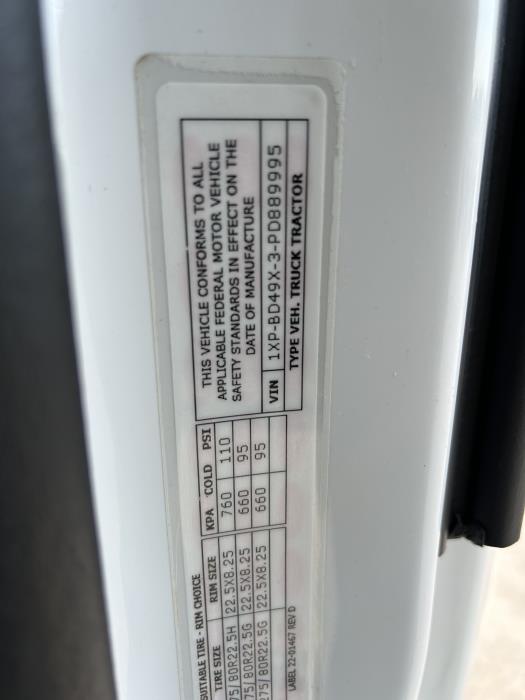 SUITABLE TIRE - RIM CHOICE
TIRE SIZE RIM SIZE KPA COLD PSI
75/80R22.5H 22.5X8.25 760 110
75/80R22.5G 22.5X8.25 660 95
75/80R22.5G 22.5X8.25 660 95
LABEL 22-01467 REV D
THIS VEHICLE CONFORMS TO ALL
APPLICABLE FEDERAL MOTOR VEHICLE
SAFETY STANDARDS IN EFFECT ON THE
DATE OF MANUFACTURE
VIN 1XP-BD49X-3-PD889995
TYPE VEH. TRUCK TRACTOR